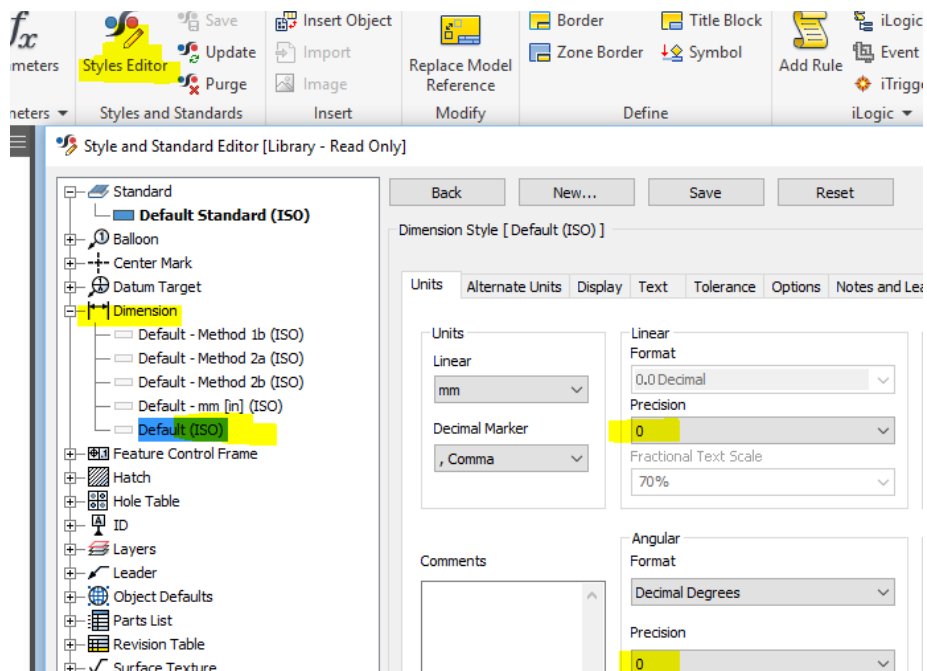 fx
Save
Insert Object
Border
Title Block
iLogic
meters
Styles Editor
Update
Import
Replace Model
Reference
Zone Border
Symbol
Add Rule
Event
Purge
Image
iTrigge
neters
Styles and Standards
Insert
Modify
Define
iLogic
Style and Standard Editor [Library - Read Only]
Standard
Default Standard (ISO)
Balloon
Center Mark
Datum Target
Dimension
Default - Method 1b (ISO)
Default - Method 2a (ISO)
Default - Method 2b (ISO)
Default - mm [in] (ISO)
Default (ISO)
Feature Control Frame
Hatch
Hole Table
ID
Layers
Leader
Object Defaults
Parts List
Revision Table
Surface Texture
Back
New...
Save
Reset
Dimension Style [ Default (ISO) ]
Units
Alternate Units
Display
Text
Tolerance
Options
Notes and Lea
Units
Linear
mm
Decimal Marker
, Comma
Linear
Format
0.0 Decimal
Precision
0
Fractional Text Scale
70%
Comments
Angular
Format
Decimal Degrees
Precision
0